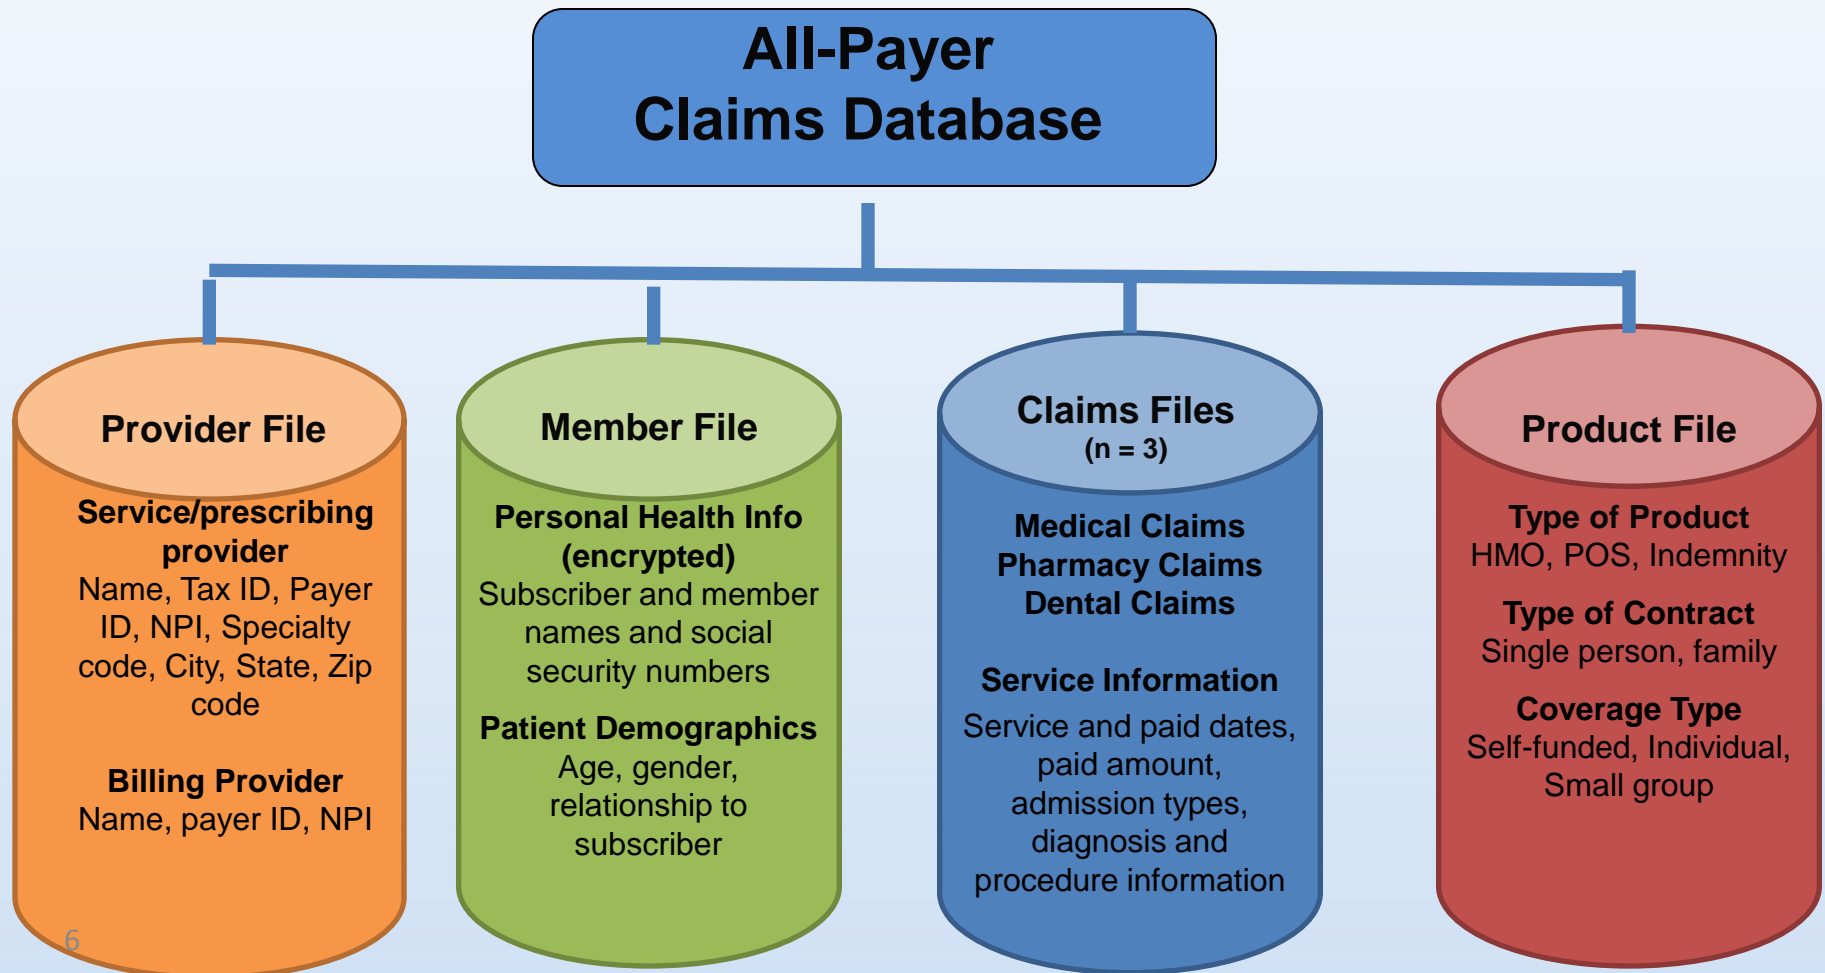 All-Payer
Claims Database
Provider File
Service/prescribing
provider
Name, Tax ID, Payer
ID, NPI, Specialty
code, City, State, Zip
code
Billing Provider
Name, payer ID, NPI
Member File
Personal Health Info
(encrypted)
Subscriber and member
names and social
security numbers
Patient Demographics
Age, gender,
relationship to
subscriber
Claims Files
(n = 3)
Medical Claims
Pharmacy Claims
Dental Claims
Service Information
Service and paid dates,
paid amount,
admission types,
diagnosis and
procedure information
Product File
Type of Product
HMO, POS, Indemnity
Type of Contract
Single person, family
Coverage Type
Self-funded, Individual,
Small group
6